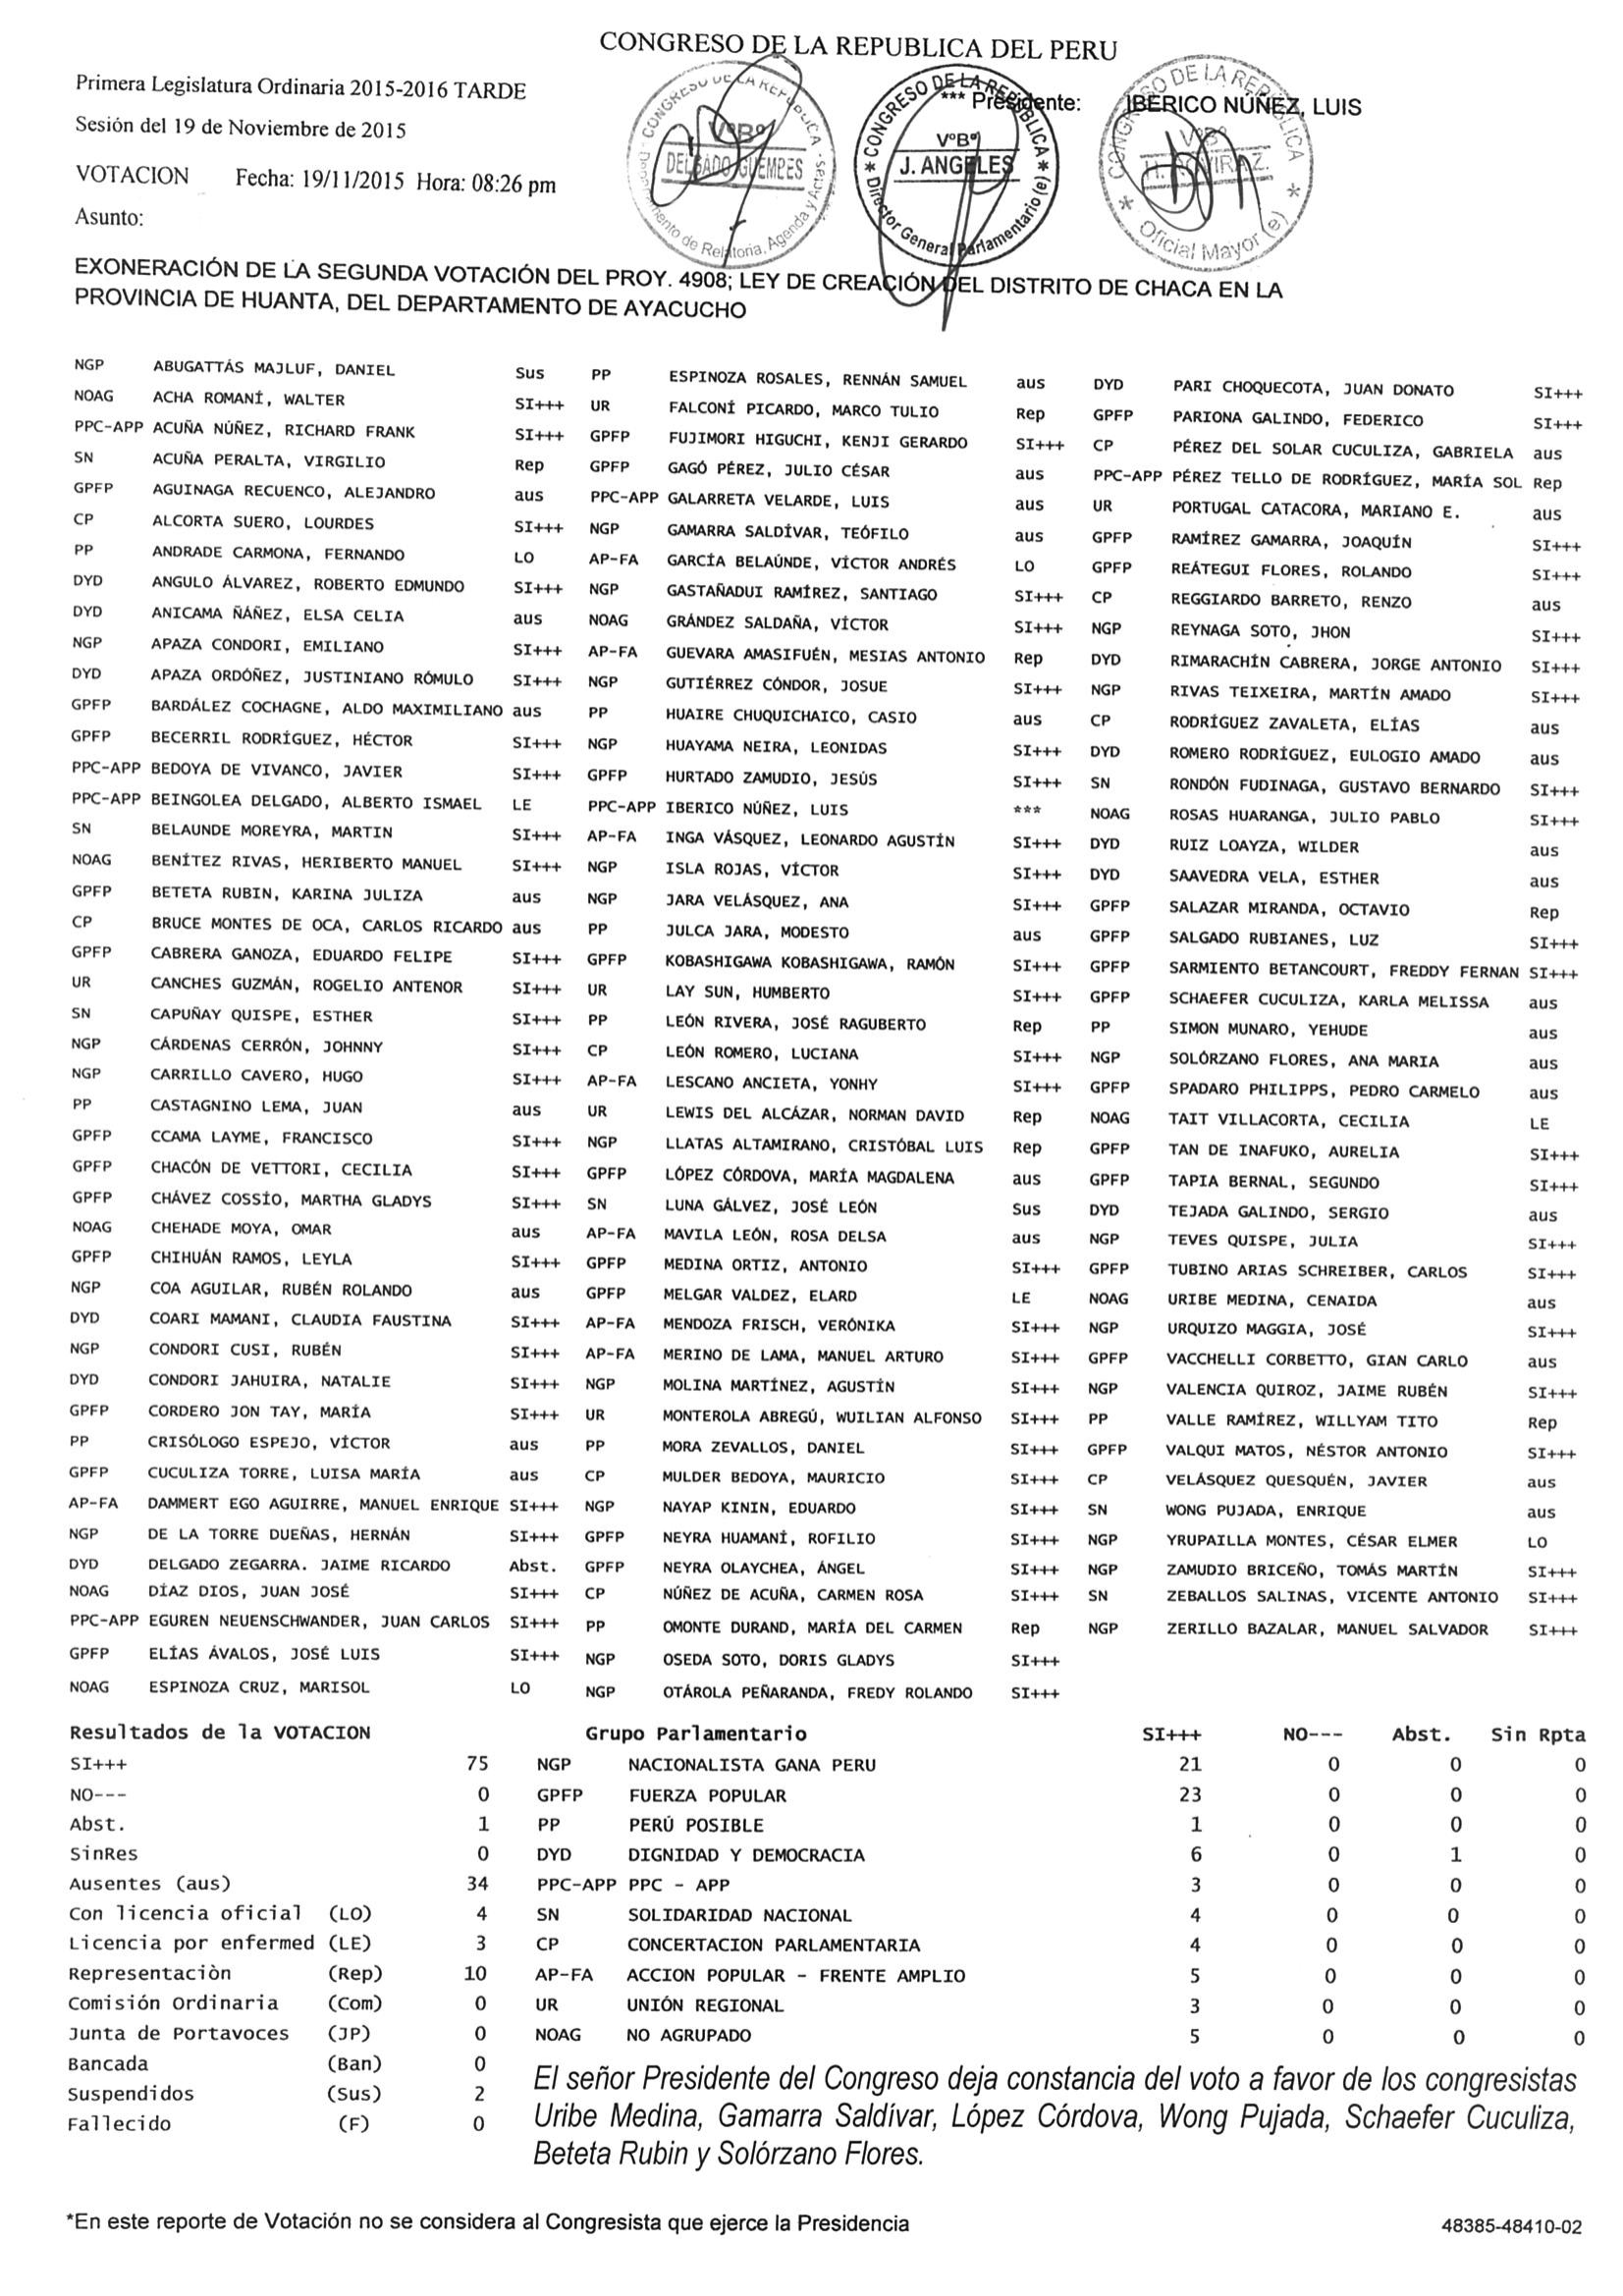 CONGRESO DE LA REPUBLICA DEL PERU
Primera Legislatura Ordinaria 2015-2016 TARDE
*** Presidente: IBERICO NÚÑEZ, LUIS
Sesión del 19 de Noviembre de 2015
VOTACION Fecha: 19/11/2015 Hora: 08:26 pm
Asunto:
CONGRESO DE LA REPUBLICA
VºBº
DELGADO GUEMPES
Departamento de Relatoria, Agenda y Actas
CONGRESO DE LA REPUBLICA
VºBº
J. ANGELES
Director General Parlamentario (e)
CONGRESO DE LA REPUBLICA
VºBº
Oficial Mayor (e)
EXONERACIÓN DE LA SEGUNDA VOTACIÓN DEL PROY. 4908; LEY DE CREACIÓN DEL DISTRITO DE CHACA EN LA
PROVINCIA DE HUANTA, DEL DEPARTAMENTO DE AYACUCHO
NGP ABUGATTÁS MAJLUF, DANIEL Sus PP ESPINOZA ROSALES, RENNÁN SAMUEL aus DYD PARI CHOQUECOTA, JUAN DONATO SI+++
NOAG ACHA ROMANÍ, WALTER SI+++ UR FALCONÍ PICARDO, MARCO TULIO Rep GPFP PARIONA GALINDO, FEDERICO SI+++
PPC-APP ACUÑA NÚÑEZ, RICHARD FRANK SI+++ GPFP FUJIMORI HIGUCHI, KENJI GERARDO SI+++ CP PÉREZ DEL SOLAR CUCULIZA, GABRIELA aus
SN ACUÑA PERALTA, VIRGILIO Rep GPFP GAGÓ PÉREZ, JULIO CÉSAR aus PPC-APP PÉREZ TELLO DE RODRÍGUEZ, MARÍA SOL Rep
GPFP AGUINAGA RECUENCO, ALEJANDRO aus PPC-APP GALARRETA VELARDE, LUIS aus UR PORTUGAL CATACORA, MARIANO E. aus
CP ALCORTA SUERO, LOURDES SI+++ NGP GAMARRA SALDÍVAR, TEÓFILO aus GPFP RAMÍREZ GAMARRA, JOAQUÍN SI+++
PP ANDRADE CARMONA, FERNANDO LO AP-FA GARCÍA BELAÚNDE, VÍCTOR ANDRÉS LO GPFP REÁTEGUI FLORES, ROLANDO SI+++
DYD ANGULO ÁLVAREZ, ROBERTO EDMUNDO SI+++ NGP GASTAÑADUI RAMÍREZ, SANTIAGO SI+++ CP REGGIARDO BARRETO, RENZO aus
DYD ANICAMA ÑÁÑEZ, ELSA CELIA aus NOAG GRÁNDEZ SALDAÑA, VÍCTOR SI+++ NGP REYNAGA SOTO, JHON SI+++
NGP APAZA CONDORI, EMILIANO SI+++ AP-FA GUEVARA AMASIFUÉN, MESIAS ANTONIO Rep DYD RIMARACHÍN CABRERA, JORGE ANTONIO SI+++
DYD APAZA ORDÓÑEZ, JUSTINIANO RÓMULO SI+++ NGP GUTIÉRREZ CÓNDOR, JOSUE SI+++ NGP RIVAS TEIXEIRA, MARTÍN AMADO SI+++
GPFP BARDÁLEZ COCHAGNE, ALDO MAXIMILIANO aus PP HUAIRE CHUQUICHAICO, CASIO aus CP RODRÍGUEZ ZAVALETA, ELÍAS aus
GPFP BECERRIL RODRÍGUEZ, HÉCTOR SI+++ NGP HUAYAMA NEIRA, LEONIDAS SI+++ DYD ROMERO RODRÍGUEZ, EULOGIO AMADO aus
PPC-APP BEDOYA DE VIVANCO, JAVIER SI+++ GPFP HURTADO ZAMUDIO, JESÚS SI+++ SN RONDÓN FUDINAGA, GUSTAVO BERNARDO SI+++
PPC-APP BEINGOLEA DELGADO, ALBERTO ISMAEL LE PPC-APP IBERICO NÚÑEZ, LUIS *** NOAG ROSAS HUARANGA, JULIO PABLO SI+++
SN BELAUNDE MOREYRA, MARTIN SI+++ AP-FA INGA VÁSQUEZ, LEONARDO AGUSTÍN SI+++ DYD RUIZ LOAYZA, WILDER aus
NOAG BENÍTEZ RIVAS, HERIBERTO MANUEL SI+++ NGP ISLA ROJAS, VÍCTOR SI+++ DYD SAAVEDRA VELA, ESTHER aus
GPFP BETETA RUBIN, KARINA JULIZA aus NGP JARA VELÁSQUEZ, ANA SI+++ GPFP SALAZAR MIRANDA, OCTAVIO Rep
CP BRUCE MONTES DE OCA, CARLOS RICARDO aus PP JULCA JARA, MODESTO aus GPFP SALGADO RUBIANES, LUZ SI+++
GPFP CABRERA GANOZA, EDUARDO FELIPE SI+++ GPFP KOBASHIGAWA KOBASHIGAWA, RAMÓN SI+++ GPFP SARMIENTO BETANCOURT, FREDDY FERNAN SI+++
UR CANCHES GUZMÁN, ROGELIO ANTENOR SI+++ UR LAY SUN, HUMBERTO SI+++ GPFP SCHAEFER CUCULIZA, KARLA MELISSA aus
SN CAPUÑAY QUISPE, ESTHER SI+++ PP LEÓN RIVERA, JOSÉ RAGUBERTO Rep PP SIMON MUNARO, YEHUDE aus
NGP CÁRDENAS CERRÓN, JOHNNY SI+++ CP LEÓN ROMERO, LUCIANA SI+++ NGP SOLÓRZANO FLORES, ANA MARIA aus
NGP CARRILLO CAVERO, HUGO SI+++ AP-FA LESCANO ANCIETA, YONHY SI+++ GPFP SPADARO PHILIPPS, PEDRO CARMELO aus
PP CASTAGNINO LEMA, JUAN aus UR LEWIS DEL ALCÁZAR, NORMAN DAVID Rep NOAG TAIT VILLACORTA, CECILIA LE
GPFP CCAMA LAYME, FRANCISCO SI+++ NGP LLATAS ALTAMIRANO, CRISTÓBAL LUIS Rep GPFP TAN DE INAFUKO, AURELIA SI+++
GPFP CHACÓN DE VETTORI, CECILIA SI+++ GPFP LÓPEZ CÓRDOVA, MARÍA MAGDALENA aus GPFP TAPIA BERNAL, SEGUNDO SI+++
GPFP CHÁVEZ COSSÍO, MARTHA GLADYS SI+++ SN LUNA GÁLVEZ, JOSÉ LEÓN Sus DYD TEJADA GALINDO, SERGIO aus
NOAG CHEHADE MOYA, OMAR aus AP-FA MAVILA LEÓN, ROSA DELSA aus NGP TEVES QUISPE, JULIA SI+++
GPFP CHIHUÁN RAMOS, LEYLA SI+++ GPFP MEDINA ORTIZ, ANTONIO SI+++ GPFP TUBINO ARIAS SCHREIBER, CARLOS SI+++
NGP COA AGUILAR, RUBÉN ROLANDO aus GPFP MELGAR VALDEZ, ELARD LE NOAG URIBE MEDINA, CENAIDA aus
DYD COARI MAMANI, CLAUDIA FAUSTINA SI+++ AP-FA MENDOZA FRISCH, VERÓNIKA SI+++ NGP URQUIZO MAGGIA, JOSÉ SI+++
NGP CONDORI CUSI, RUBÉN SI+++ AP-FA MERINO DE LAMA, MANUEL ARTURO SI+++ GPFP VACCHELLI CORBETTO, GIAN CARLO aus
DYD CONDORI JAHUIRA, NATALIE SI+++ NGP MOLINA MARTÍNEZ, AGUSTÍN SI+++ NGP VALENCIA QUIROZ, JAIME RUBÉN SI+++
GPFP CORDERO JON TAY, MARÍA SI+++ UR MONTEROLA ABREGÚ, WUILIAN ALFONSO SI+++ PP VALLE RAMÍREZ, WILLYAM TITO Rep
PP CRISÓLOGO ESPEJO, VÍCTOR aus PP MORA ZEVALLOS, DANIEL SI+++ GPFP VALQUI MATOS, NÉSTOR ANTONIO SI+++
GPFP CUCULIZA TORRE, LUISA MARÍA aus CP MULDER BEDOYA, MAURICIO SI+++ CP VELÁSQUEZ QUESQUÉN, JAVIER aus
AP-FA DAMMERT EGO AGUIRRE, MANUEL ENRIQUE SI+++ NGP NAYAP KININ, EDUARDO SI+++ SN WONG PUJADA, ENRIQUE aus
NGP DE LA TORRE DUEÑAS, HERNÁN SI+++ GPFP NEYRA HUAMANÍ, ROFILIO SI+++ NGP YRUPAILLA MONTES, CÉSAR ELMER LO
DYD DELGADO ZEGARRA. JAIME RICARDO Abst. GPFP NEYRA OLAYCHEA, ÁNGEL SI+++ NGP ZAMUDIO BRICEÑO, TOMÁS MARTÍN SI+++
NOAG DÍAZ DIOS, JUAN JOSÉ SI+++ CP NÚÑEZ DE ACUÑA, CARMEN ROSA SI+++ SN ZEBALLOS SALINAS, VICENTE ANTONIO SI+++
PPC-APP EGUREN NEUENSCHWANDER, JUAN CARLOS SI+++ PP OMONTE DURAND, MARÍA DEL CARMEN Rep NGP ZERILLO BAZALAR, MANUEL SALVADOR SI+++
GPFP ELÍAS ÁVALOS, JOSÉ LUIS SI+++ NGP OSEDA SOTO, DORIS GLADYS SI+++
NOAG ESPINOZA CRUZ, MARISOL LO NGP OTÁROLA PEÑARANDA, FREDY ROLANDO SI+++
Resultados de la VOTACION Grupo Parlamentario SI+++ NO--- Abst. Sin Rpta
SI+++ 75 NGP NACIONALISTA GANA PERU 21 0 0 0
NO--- 0 GPFP FUERZA POPULAR 23 0 0 0
Abst. 1 PP PERÚ POSIBLE 1 0 0 0
SinRes 0 DYD DIGNIDAD Y DEMOCRACIA 6 0 1 0
Ausentes (aus) 34 PPC-APP PPC - APP 3 0 0 0
Con licencia oficial (LO) 4 SN SOLIDARIDAD NACIONAL 4 0 0 0
Licencia por enfermed (LE) 3 CP CONCERTACION PARLAMENTARIA 4 0 0 0
Representaciòn (Rep) 10 AP-FA ACCION POPULAR - FRENTE AMPLIO 5 0 0 0
Comisión Ordinaria (Com) 0 UR UNIÓN REGIONAL 3 0 0 0
Junta de Portavoces (JP) 0 NOAG NO AGRUPADO 5 0 0 0
Bancada (Ban) 0
Suspendidos (Sus) 2
Fallecido (F) 0
El señor Presidente del Congreso deja constancia del voto a favor de los congresistas
Uribe Medina, Gamarra Saldívar, López Córdova, Wong Pujada, Schaefer Cuculiza,
Beteta Rubin y Solórzano Flores.
*En este reporte de Votación no se considera al Congresista que ejerce la Presidencia
48385-48410-02